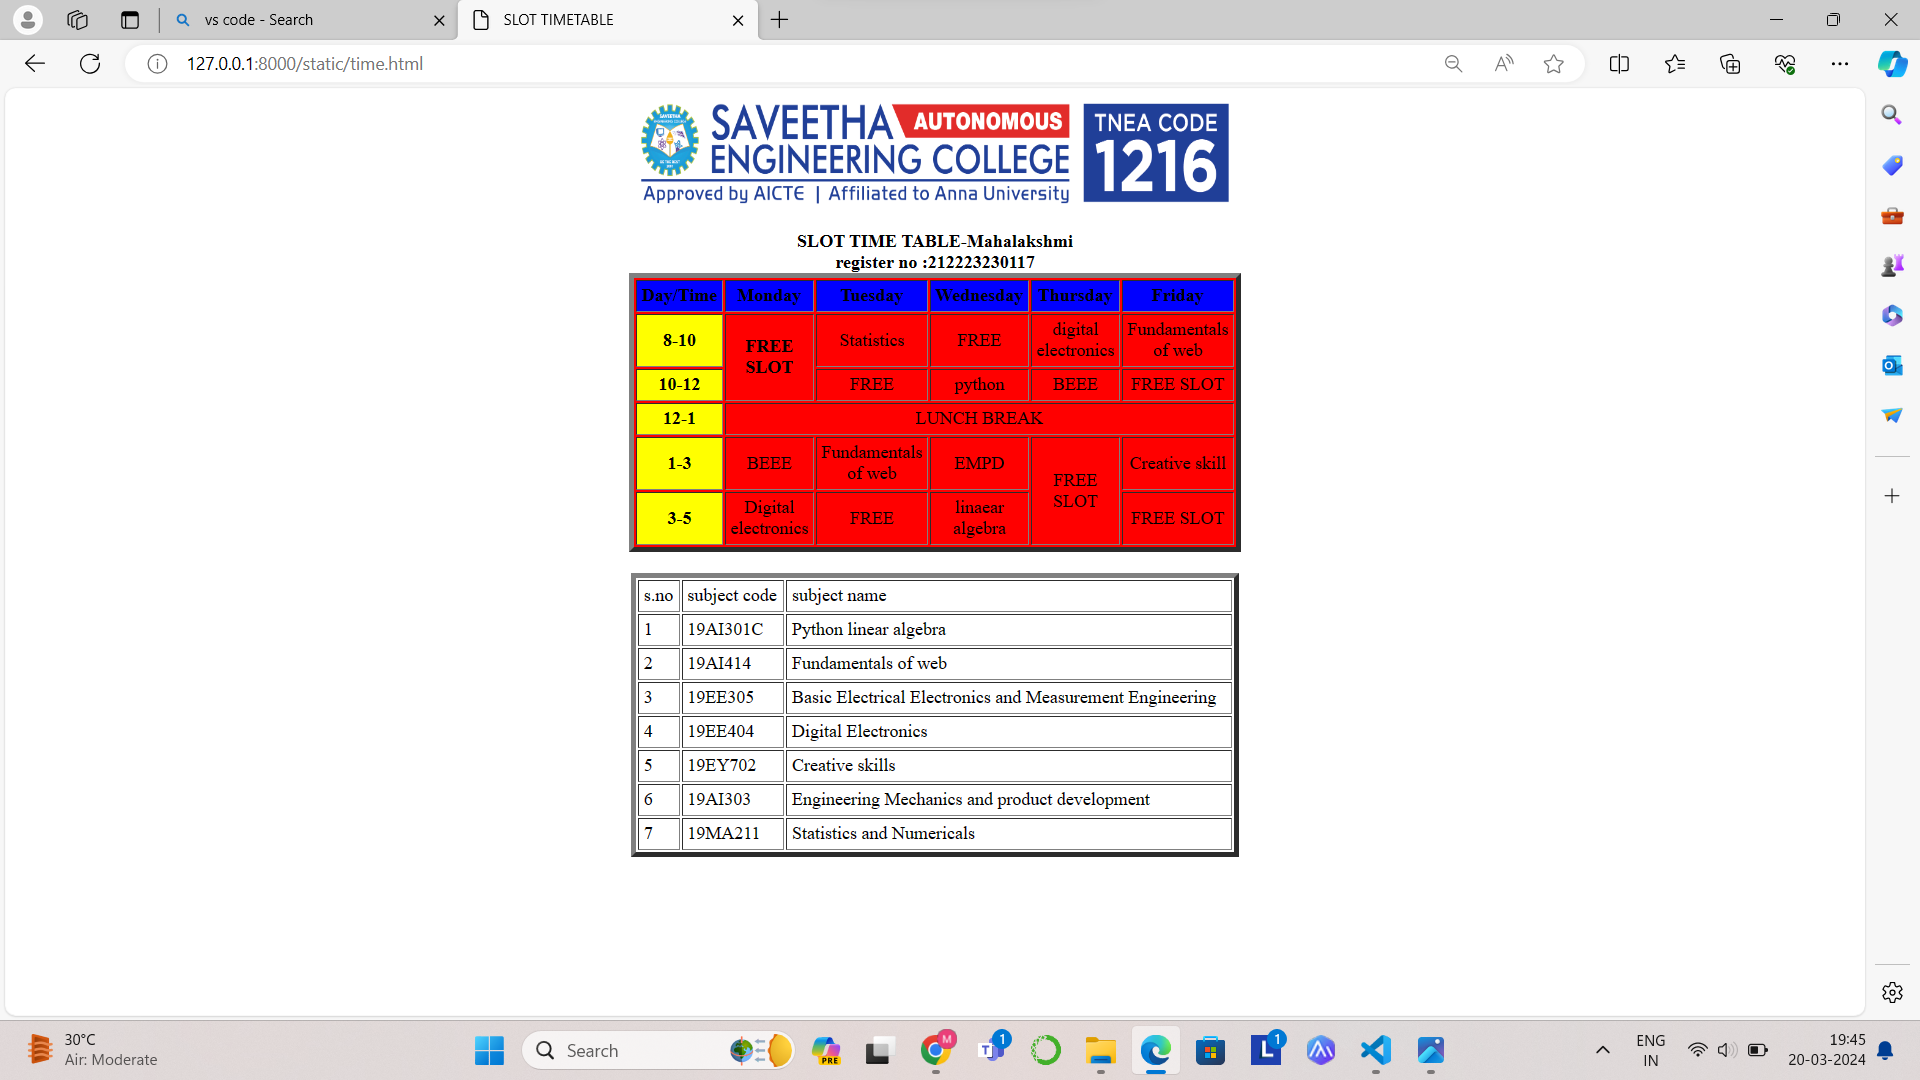 vs code - Search
SLOT TIMETABLE
127.0.0.1:8000/static/time.html
SAVEETHA AUTONOMOUS
ENGINEERING COLLEGE
Approved by AICTE | Affiliated to Anna University
TNEA CODE
1216
SLOT TIME TABLE-Mahalakshmi
register no :212223230117
Day/Time Monday Tuesday Wednesday Thursday Friday
8-10 FREE SLOT Statistics FREE digital electronics Fundamentals of web
10-12 FREE python BEEE FREE SLOT
12-1 LUNCH BREAK
1-3 BEEE Fundamentals of web EMPD FREE SLOT Creative skill
3-5 Digital electronics FREE linaear algebra FREE SLOT
s.no subject code subject name
1 19AI301C Python linear algebra
2 19AI414 Fundamentals of web
3 19EE305 Basic Electrical Electronics and Measurement Engineering
4 19EE404 Digital Electronics
5 19EY702 Creative skills
6 19AI303 Engineering Mechanics and product development
7 19MA211 Statistics and Numericals
30°C
Air: Moderate
Search
PRE
M
1
1
ENG
IN
19:45
20-03-2024